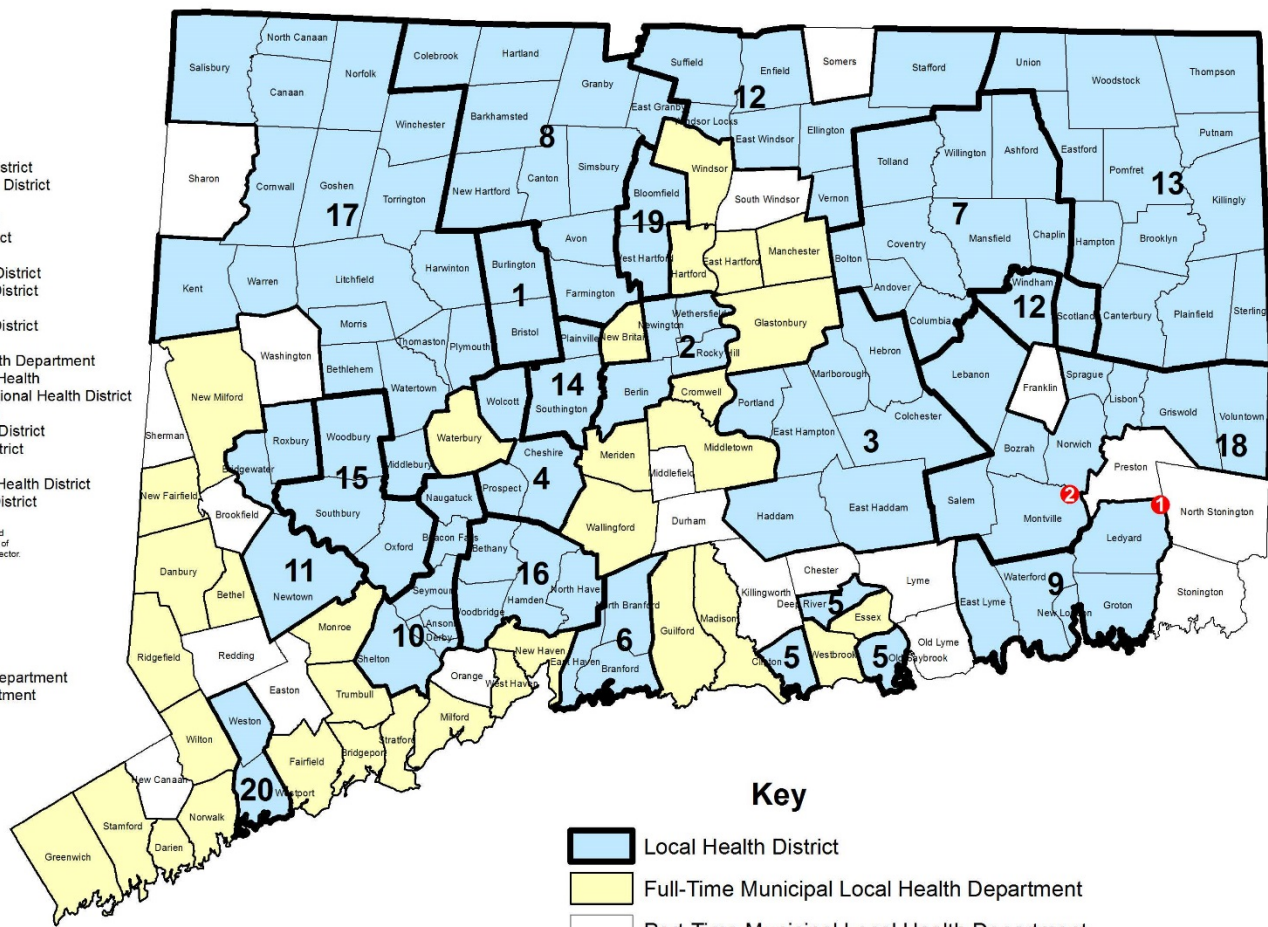 istrict
District
ct
District
District
District
th Department
Health
ional Health District
District
trict
Health District
District
d
of
ector.
epartment
tment
North Canaan
Salisbury
Norfolk
Canaan
Colebrook
Hartland
Granby
Suffield
Enfield
Somers
Stafford
Union
Woodstock
Thompson
12
East Granby
Windsor Locks
Winchester
Barkhamsted
8
East Windsor
Ellington
Putnam
Sharon
Cornwall
Goshen
17
Torrington
New Hartford
Canton
Simsbury
Windsor
Bloomfield
19
South Windsor
Vernon
Tolland
Willington
Ashford
Eastford
Pomfret
13
Killingly
7
Mansfield
Chaplin
Hampton
Brooklyn
Kent
Warren
Litchfield
Harwinton
Burlington
1
Bristol
Avon
Farmington
West Hartford
Hartford
East Hartford
Manchester
Bolton
Coventry
Andover
Columbia
Windham
12
Scotland
Canterbury
Plainfield
Sterling
Washington
Morris
Bethlehem
Thomaston
Plymouth
Watertown
Plainville
New Britain
Newington
Wethersfield
2
Rocky Hill
Glastonbury
Hebron
Marlborough
Lebanon
Franklin
Sprague
Lisbon
Griswold
Voluntown
18
New Milford
Sherman
Roxbury
Bridgewater
Woodbury
15
Middlebury
Waterbury
Wolcott
14
Southington
Berlin
Cromwell
Portland
East Hampton
Colchester
3
Bozrah
Norwich
Preston
Cheshire
Prospect
4
Meriden
Middletown
Middlefield
New Fairfield
Brookfield
Southbury
Naugatuck
Oxford
Beacon Falls
Bethany
Wallingford
Durham
Haddam
East Haddam
Salem
Montville
2
1
North Stonington
Ledyard
Danbury
Bethel
11
Newtown
Seymour
Ansonia
Derby
10
Shelton
Woodbridge
16
Hamden
North Haven
North Branford
6
Branford
Guilford
Madison
Killingworth
Chester
Deep River
5
Essex
Lyme
East Lyme
Waterford
9
New London
Groton
Stonington
Ridgefield
Redding
Monroe
Easton
Trumbull
Orange
New Haven
West Haven
East Haven
Clinton
5
Westbrook
5
Old Saybrook
Old Lyme
Weston
Wilton
Milford
Stratford
Bridgeport
Fairfield
New Canaan
20
Westport
Norwalk
Stamford
Darien
Greenwich
Key
Local Health District
Full-Time Municipal Local Health Department
Part-Time Municipal Local Health Department